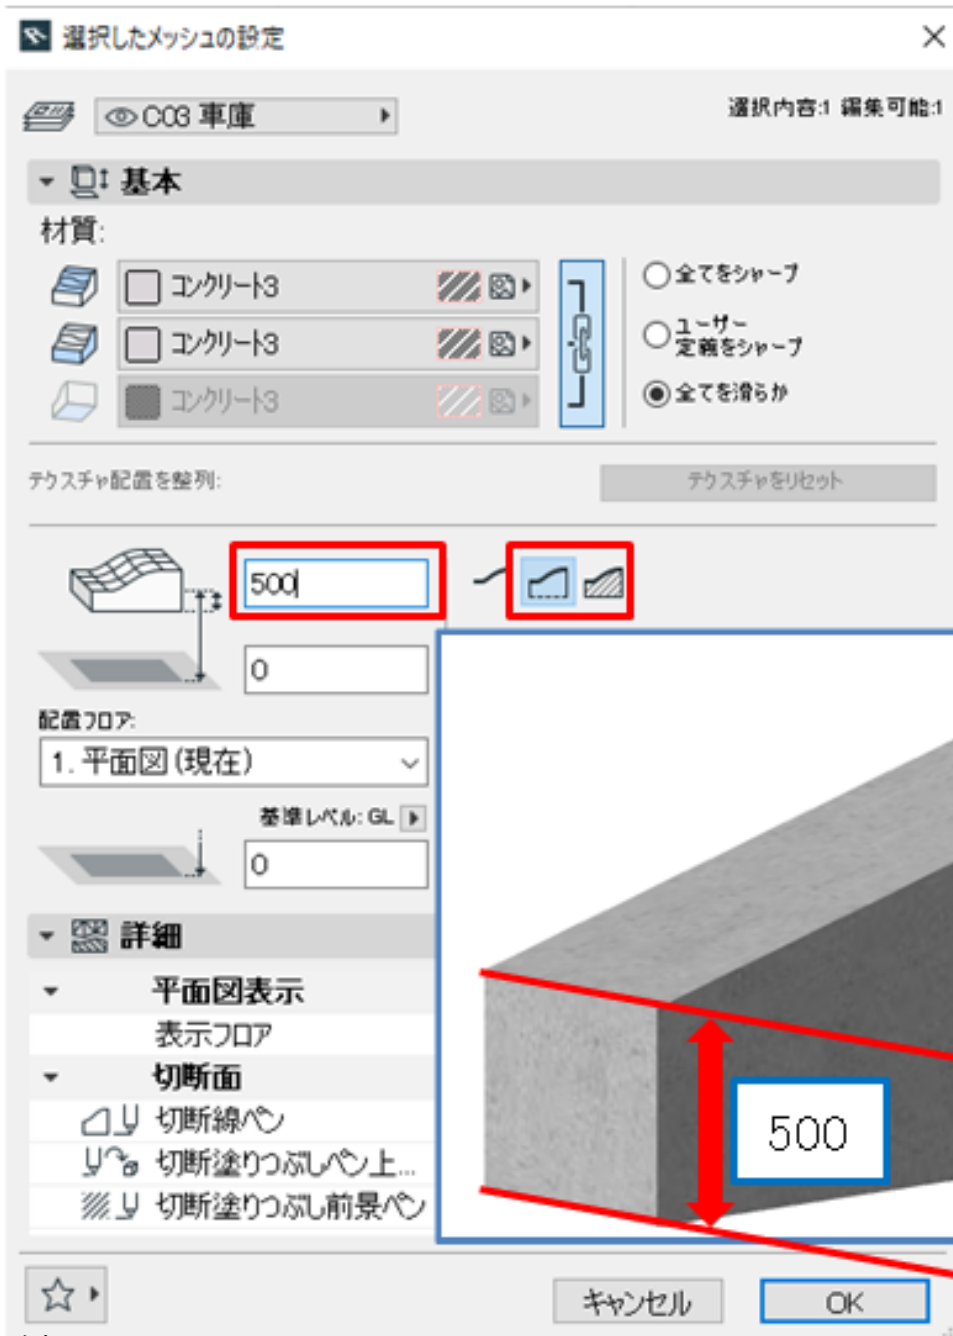 選択したメッシュの設定
C03 車庫
選択内容:1 編集可能:1
基本
材質:
コンクリート3
コンクリート3
コンクリート3
全てをシャープ
ユーザー
定義をシャープ
全てを滑らか
テクスチャ配置を整列:
テクスチャをリセット
500
0
配置フロア:
1. 平面図 (現在)
基準レベル: GL
0
詳細
平面図表示
表示フロア
切断面
切断線ペン
切断塗りつぶしペン上...
切断塗りつぶし前景ペン
500
キャンセル
OK